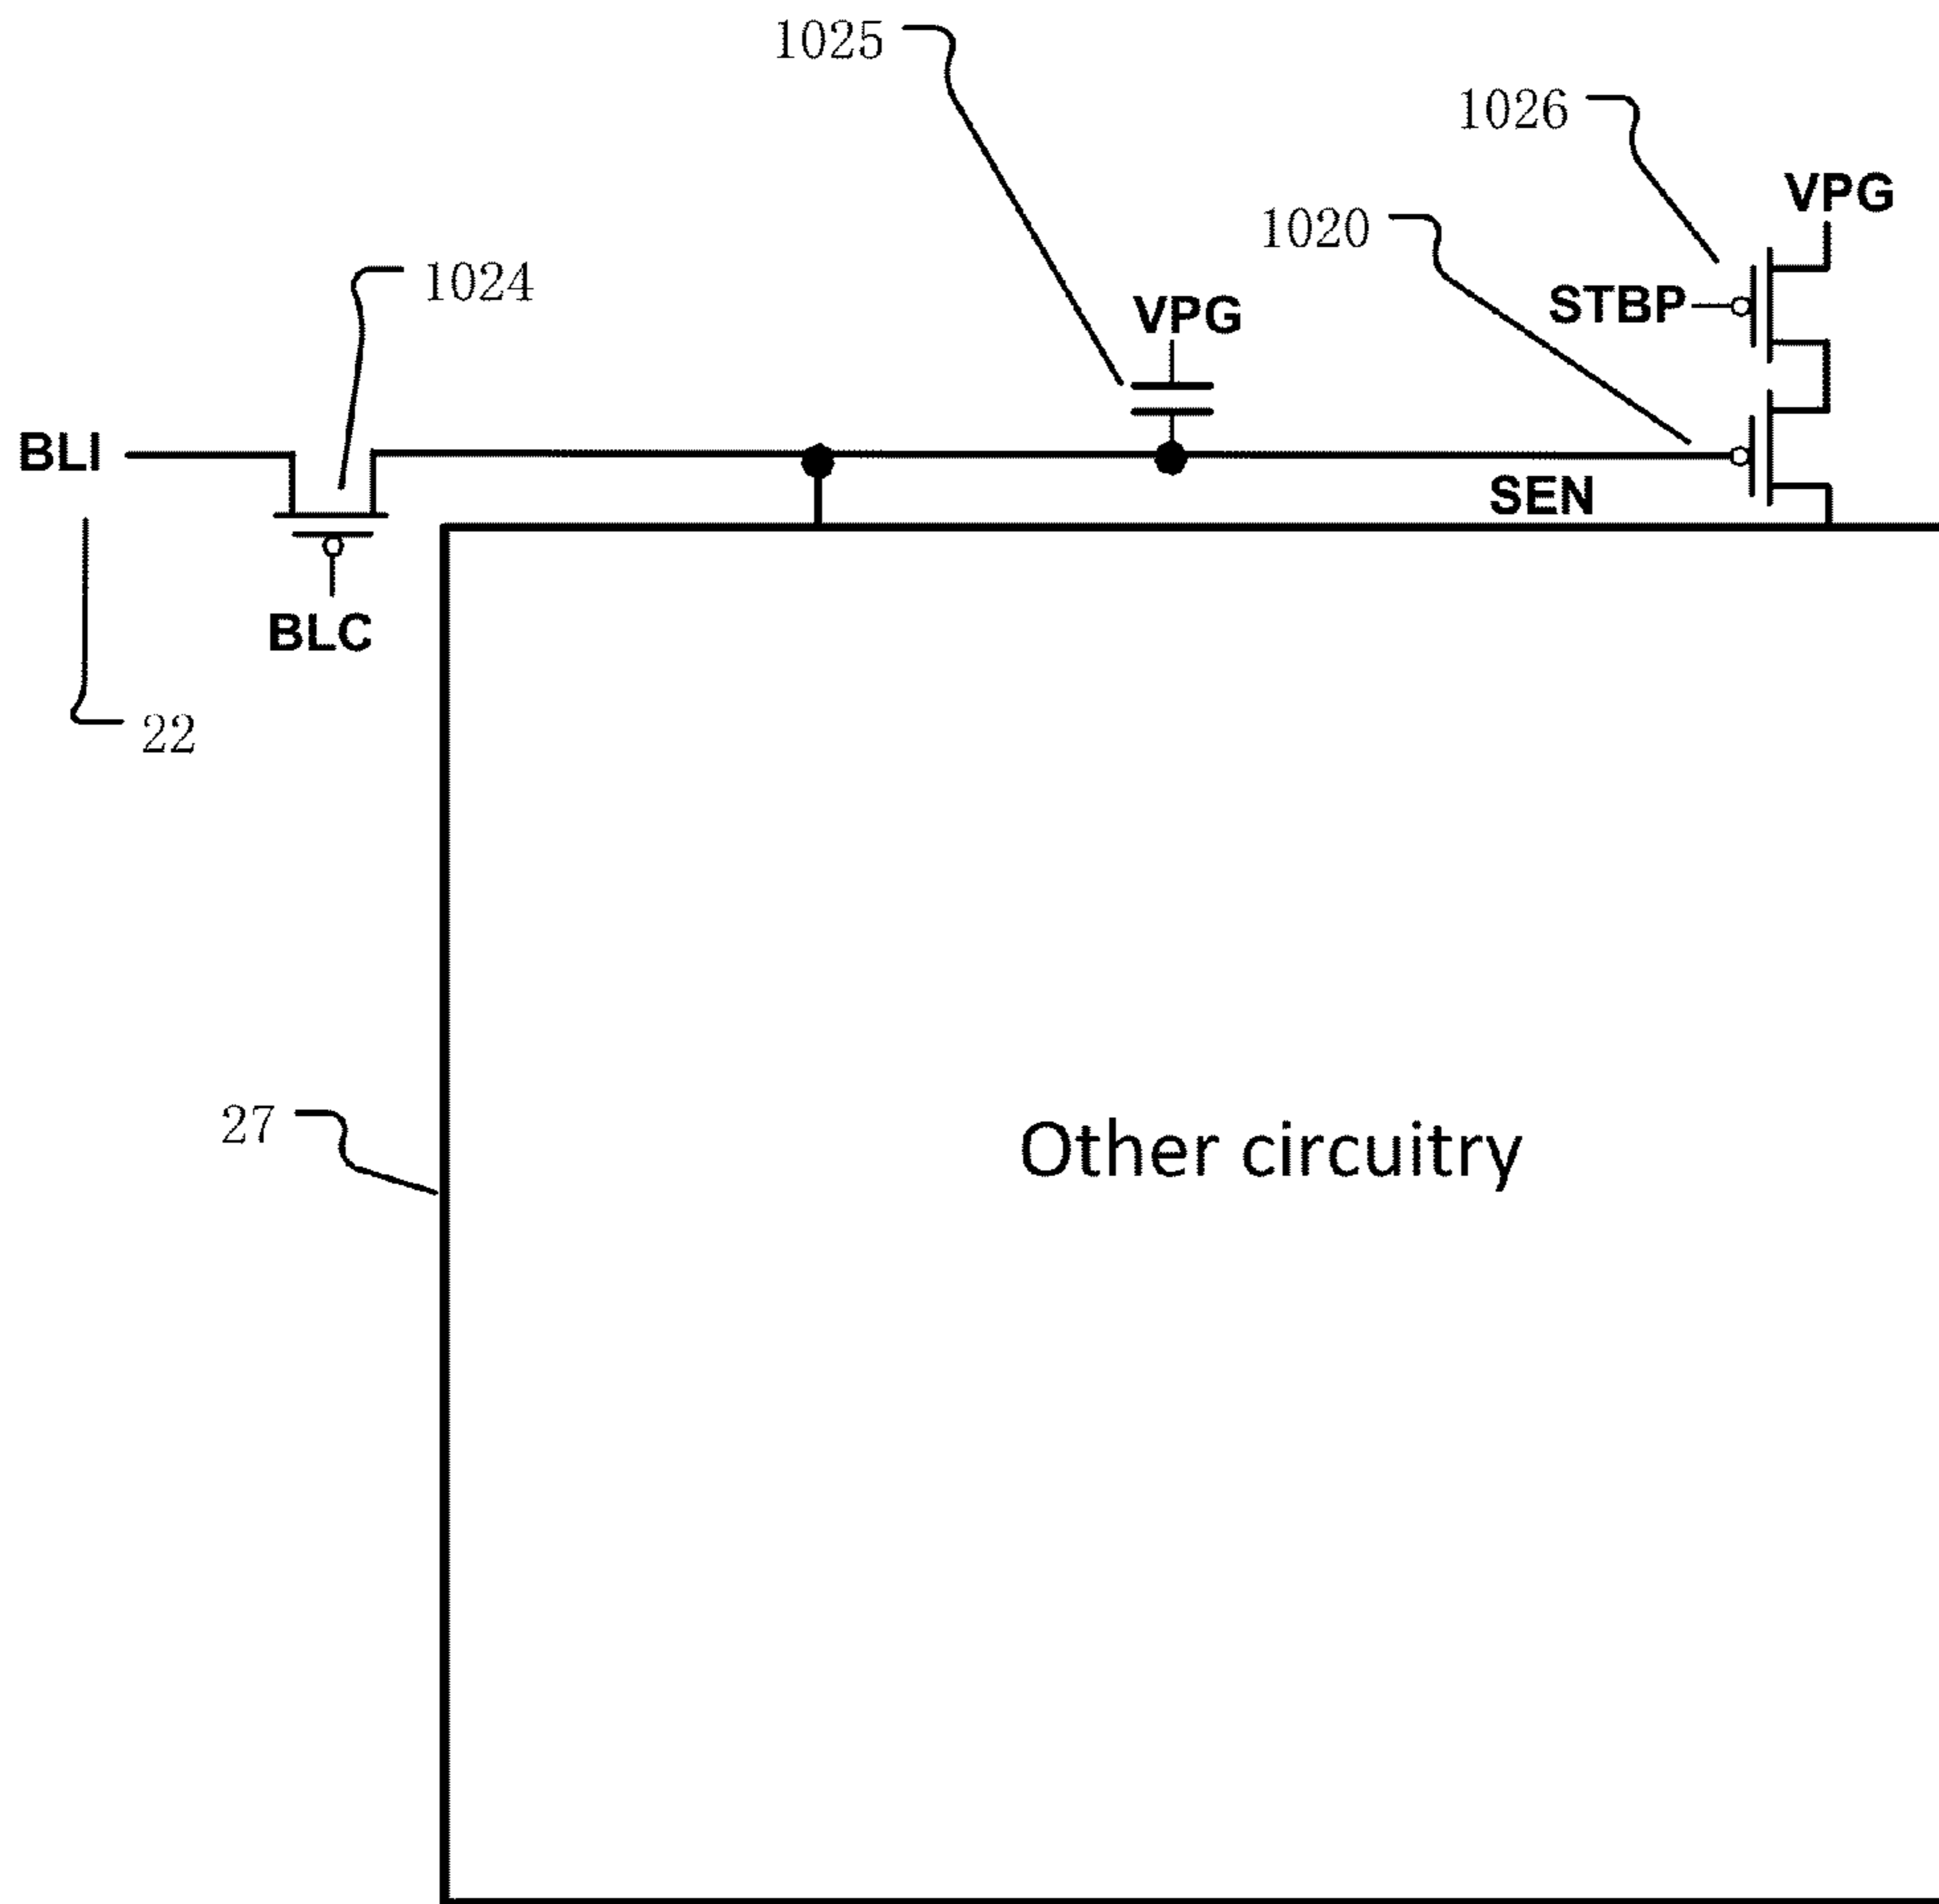 1025
1026
VPG
1020
1024
VPG
STBP
BLI
SEN
BLC
22
27
Other circuitry